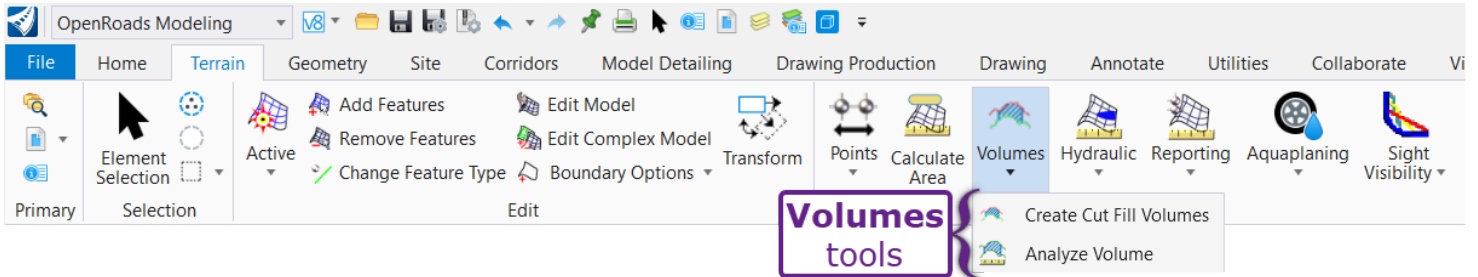 OpenRoads Modeling
V8
File Home Terrain Geometry Site Corridors Model Detailing Drawing Production Drawing Annotate Utilities Collaborate Vi
Add Features
Remove Features
Change Feature Type
Edit Model
Edit Complex Model
Boundary Options
Element
Selection
Active
Transform
Points
Calculate
Area
Volumes
Hydraulic
Reporting
Aquaplaning
Sight
Visibility
Primary Selection Edit
Volumes
tools
Create Cut Fill Volumes
Analyze Volume